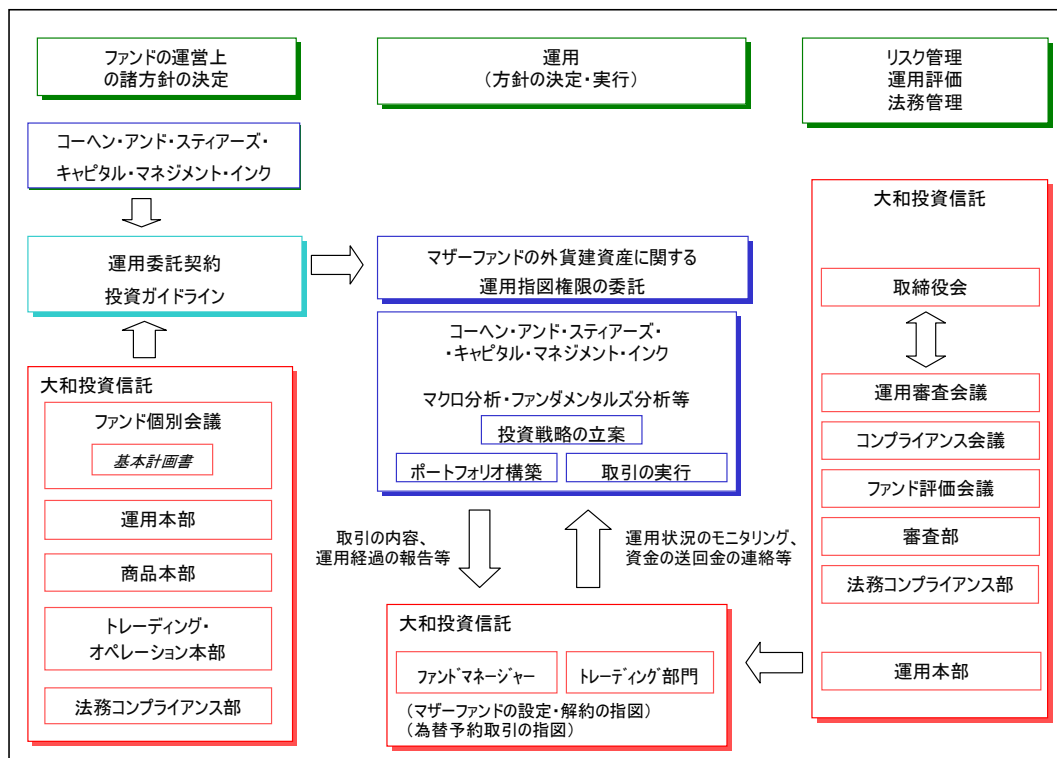 ファンドの運営上
の諸方針の決定
運用
(方針の決定・実行)
リスク管理
運用評価
法務管理
コーヘン・アンド・スティアーズ・
キャピタル・マネジメント・インク
運用委託契約
投資ガイドライン
マザーファンドの外貨建資産に関する
運用指図権限の委託
コーヘン・アンド・スティアーズ・
・キャピタル・マネジメント・インク
マクロ分析・ファンダメンタルズ分析等
投資戦略の立案
ポートフォリオ構築
取引の実行
大和投資信託
ファンド個別会議
基本計画書
運用本部
商品本部
トレーディング・
オペレーション本部
法務コンプライアンス部
取引の内容、
運用経過の報告等
運用状況のモニタリング、
資金の送回金の連絡等
大和投資信託
ファンドマネージャー
トレーディング部門
(マザーファンドの設定・解約の指図)
(為替予約取引の指図)
大和投資信託
取締役会
運用審査会議
コンプライアンス会議
ファンド評価会議
審査部
法務コンプライアンス部
運用本部